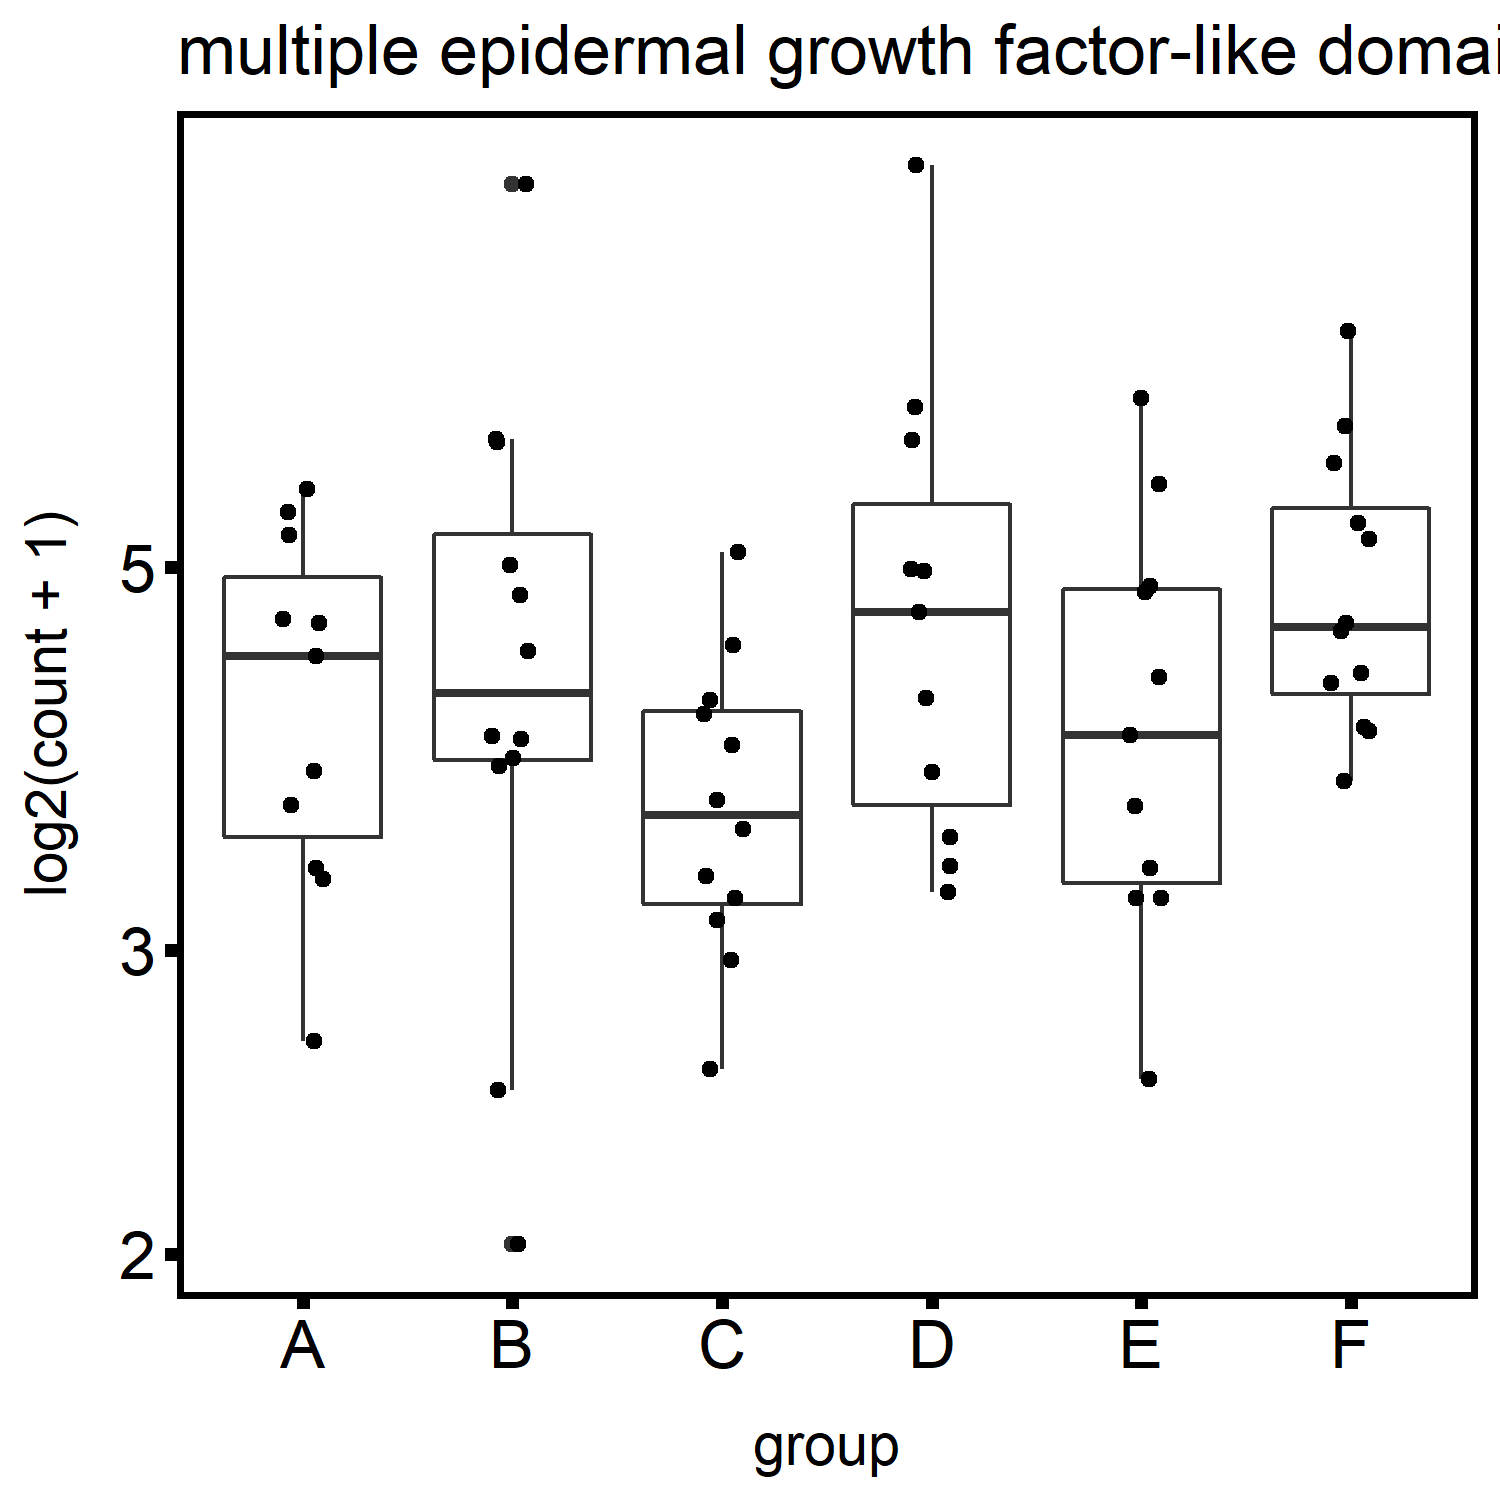 multiple epidermal growth factor-like domai
log2(count + 1)
5
3
2
A B C D E F
group